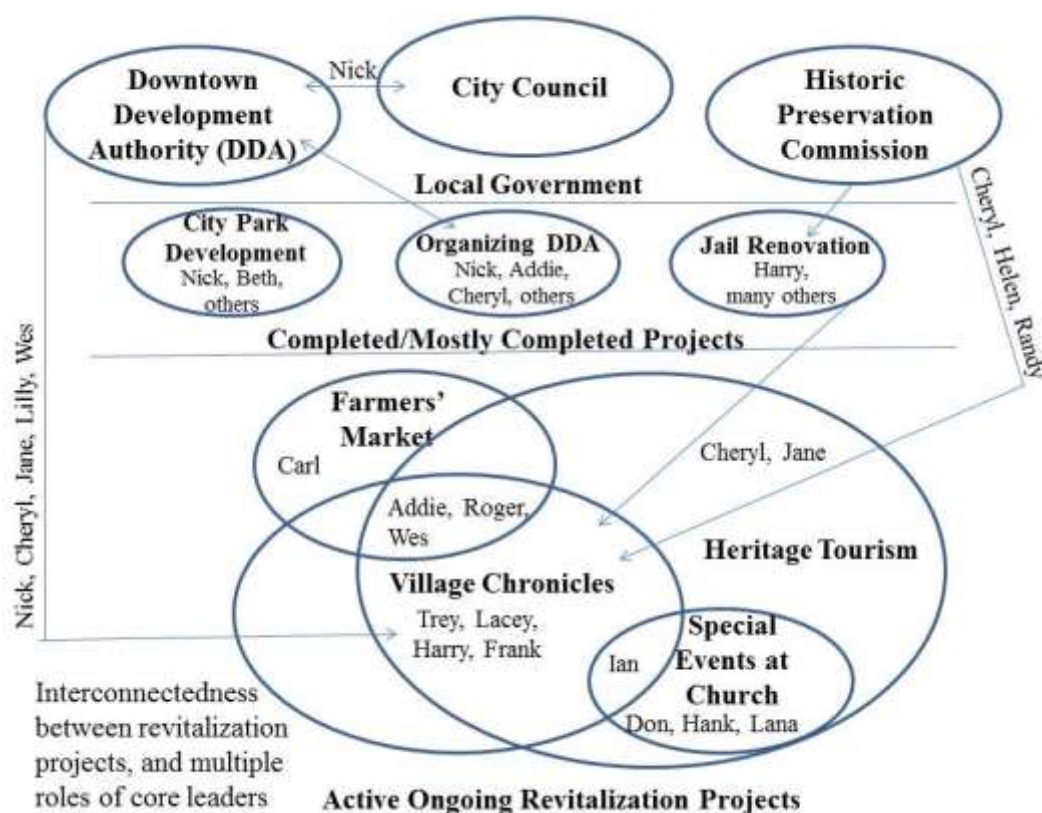 Downtown
Development
Authority (DDA)
Nick
City Council
Historic
Preservation
Commission
Local Government
City Park
Development
Nick, Beth,
others
Organizing DDA
Nick, Addie,
Cheryl, others
Jail Renovation
Harry,
many others
Cheryl, Helen, Randy
Completed/Mostly Completed Projects
Nick, Cheryl, Jane, Lilly, Wes
Farmers'
Market
Carl
Cheryl, Jane
Addie, Roger,
Wes
Heritage Tourism
Village Chronicles
Trey, Lacey,
Harry, Frank
Special
Events at
Church
Ian
Don, Hank, Lana
Interconnectedness
between revitalization
projects, and multiple
roles of core leaders
Active Ongoing Revitalization Projects